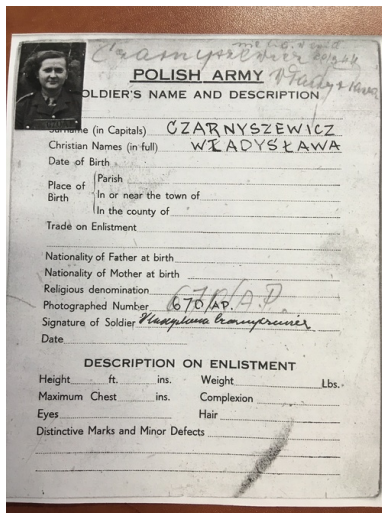 Czarnyszewicz
Władysława
POLISH ARMY
SOLDIER'S NAME AND DESCRIPTION
Surname (in Capitals) CZARNYSZEWICZ
Christian Names (in full) WŁADYSŁAWA
Date of Birth
Place of Birth
Parish
In or near the town of
In the county of
Trade on Enlistment
Nationality of Father at birth
Nationality of Mother at birth
Religious denomination
670/A.P.
Photographed Number 670/AP.
Signature of Soldier Władysława Czarnyszewicz
Date
DESCRIPTION ON ENLISTMENT
Height ft. ins. Weight Lbs.
Maximum Chest ins. Complexion
Eyes Hair
Distinctive Marks and Minor Defects